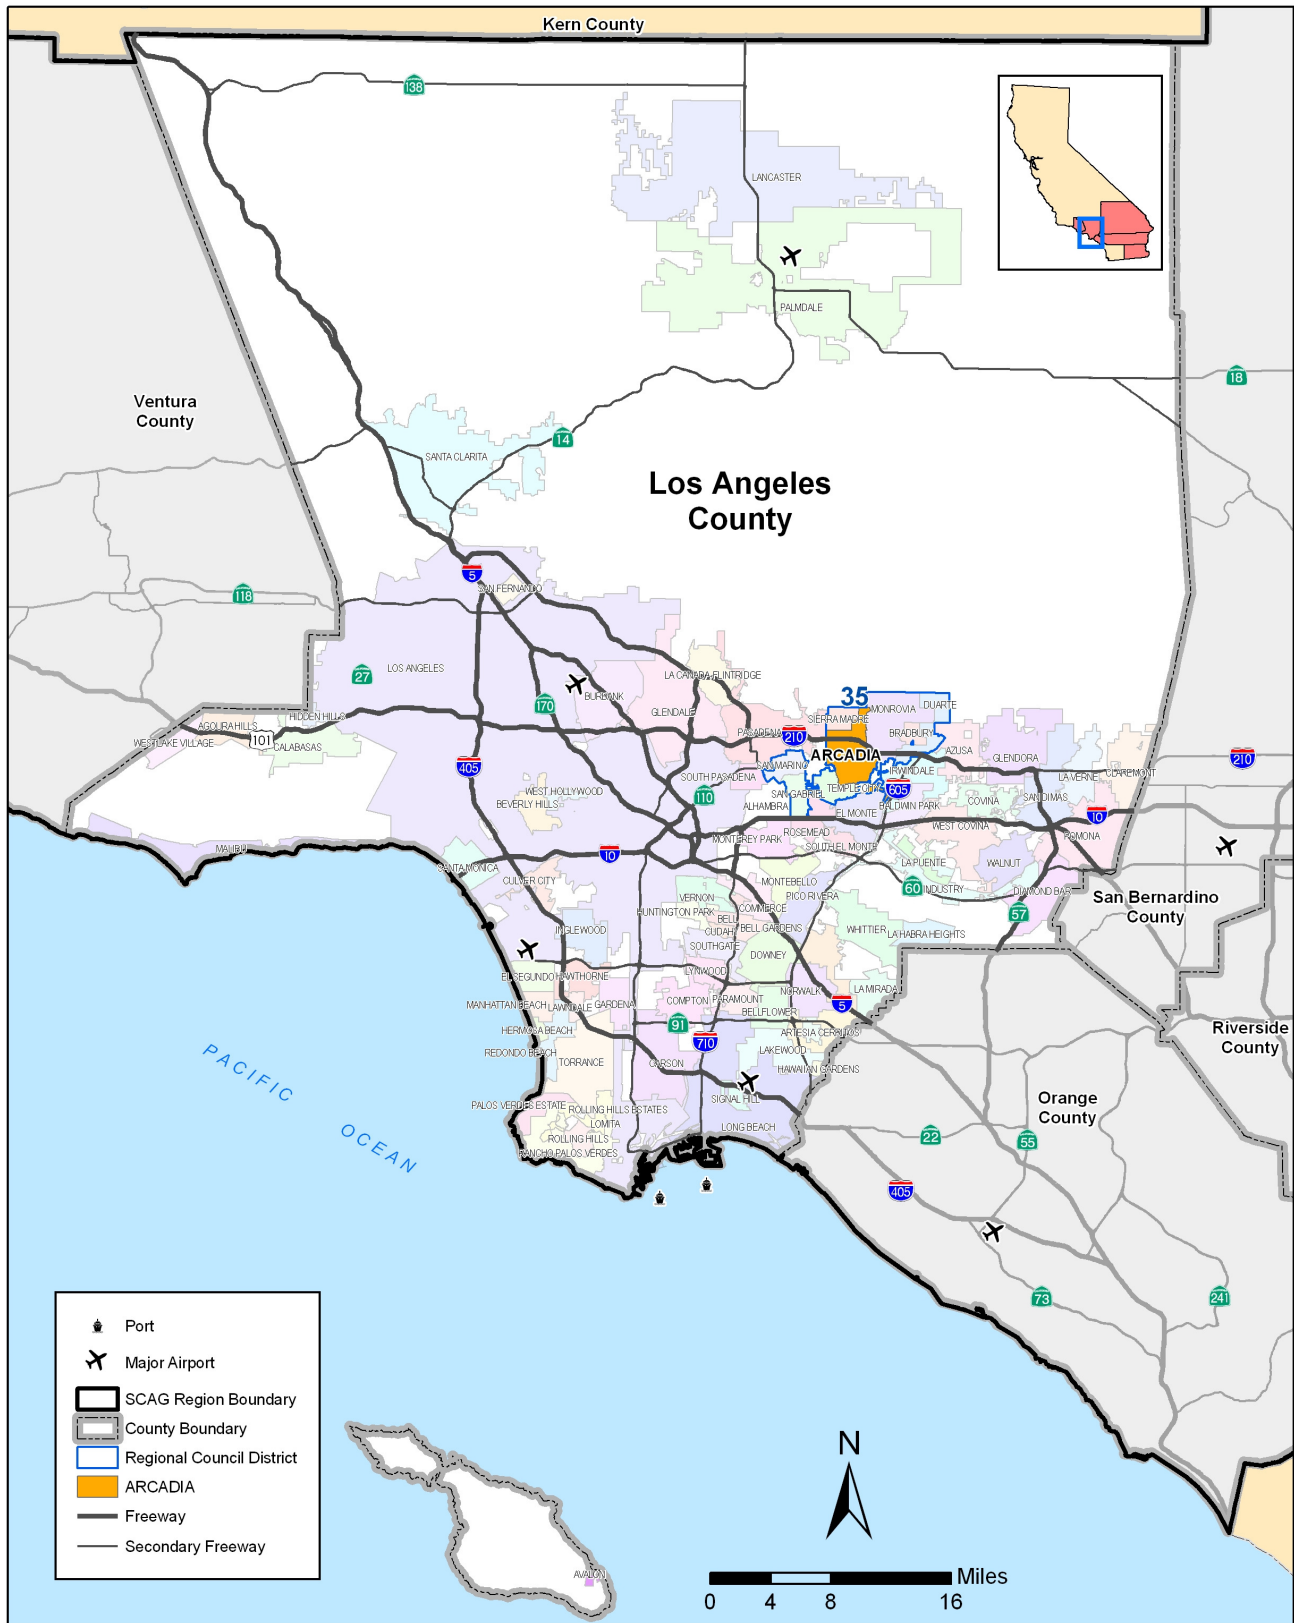 Kern County
138
LANCASTER
PALMDALE
18
Ventura
County
14
SANTA CLARITA
Los Angeles
County
5
SAN FERNANDO
118
LOS ANGELES
27
170
BURBANK
LA CANADA FLINTRIDGE
GLENDALE
35
SIERRA MADRE
MONROVIA
DUARTE
HIDDEN HILLS
AGOURA HILLS
WESTLAKE VILLAGE
101
CALABASAS
PASADENA
210
BRADBURY
ARCADIA
AZUSA
GLENDORA
210
405
SAN MARINO
IRWINDALE
LA VERNE
CLAREMONT
SOUTH PASADENA
WEST HOLLYWOOD
BEVERLY HILLS
110
SAN GABRIEL
TEMPLE CITY
605
ALHAMBRA
BALDWIN PARK
COVINA
SAN DIMAS
EL MONTE
10
WEST COVINA
ROSEMEAD
MONTEREY PARK
SOUTH EL MONTE
POMONA
MALIBU
10
SANTA MONICA
LA PUENTE
WALNUT
CULVER CITY
MONTEBELLO
60
INDUSTRY
DIAMOND BAR
PICO RIVERA
VERNON
San Bernardino
County
HUNTINGTON PARK
COMMERCE
57
BELL
BELL GARDENS
CUDAHY
INGLEWOOD
WHITTIER
LA HABRA HEIGHTS
SOUTHGATE
DOWNEY
EL SEGUNDO
HAWTHORNE
LYNWOOD
NORWALK
LA MIRADA
MANHATTAN BEACH
LAWNDALE
GARDENA
COMPTON
PARAMOUNT
5
BELLFLOWER
91
HERMOSA BEACH
ARTESIA
CERRITOS
710
REDONDO BEACH
LAKEWOOD
Riverside
County
TORRANCE
CARSON
HAWAIIAN GARDENS
SIGNAL HILL
PALOS VERDES ESTATE
ROLLING HILLS ESTATES
LOMITA
LONG BEACH
ROLLING HILLS
RANCHO PALOS VERDES
Orange
County
22
55
405
73
241
PACIFIC
OCEAN
Port
Major Airport
SCAG Region Boundary
County Boundary
Regional Council District
ARCADIA
Freeway
Secondary Freeway
AVALON
N
Miles
0 4 8 16